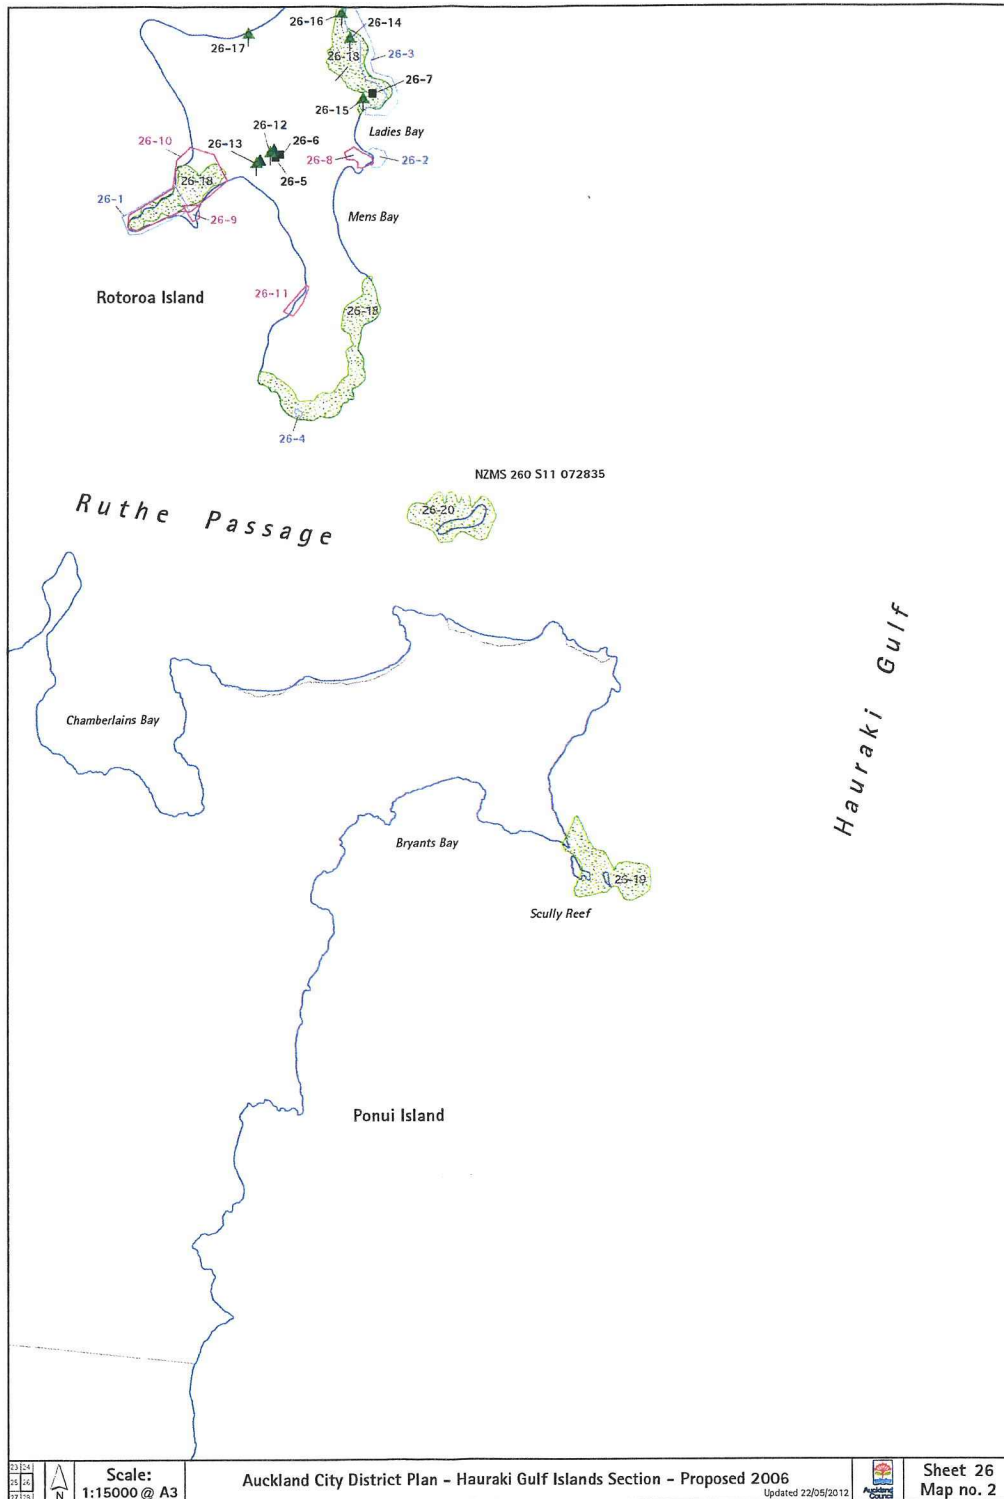 26-16
26-14
26-17
26-18
26-3
26-7
26-15
26-12
Ladies Bay
26-10
26-13
26-6
26-8
26-2
26-5
26-18
26-1
26-9
Mens Bay
Rotoroa Island
26-11
26-4
NZMS 260 S11 072835
Ruthe Passage
26-20
Hauraki Gulf
Chamberlains Bay
Bryants Bay
26-19
Scully Reef
Ponui Island
N
Scale:
1:15000 @ A3
Auckland City District Plan - Hauraki Gulf Islands Section - Proposed 2006
Updated 22/05/2012
Auckland
Council
Sheet 26
Map no. 2